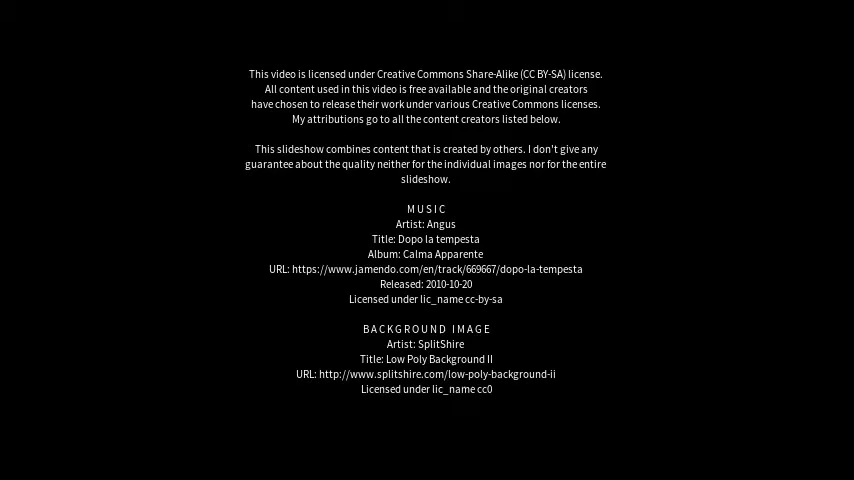 This video is licensed under Creative Commons Share-Alike (CC BY-SA) license.
All content used in this video is free available and the original creators
have chosen to release their work under various Creative Commons licenses.
My attributions go to all the content creators listed below.
This slideshow combines content that is created by others. I don't give any
guarantee about the quality neither for the individual images nor for the entire
slideshow.
MUSIC
Artist: Angus
Title: Dopo la tempesta
Album: Calma Apparente
URL: https://www.jamendo.com/en/track/669667/dopo-la-tempesta
Released: 2010-10-20
Licensed under lic_name cc-by-sa
BACKGROUND IMAGE
Artist: SplitShire
Title: Low Poly Background II
URL: http://www.splitshire.com/low-poly-background-ii
Licensed under lic_name cc0